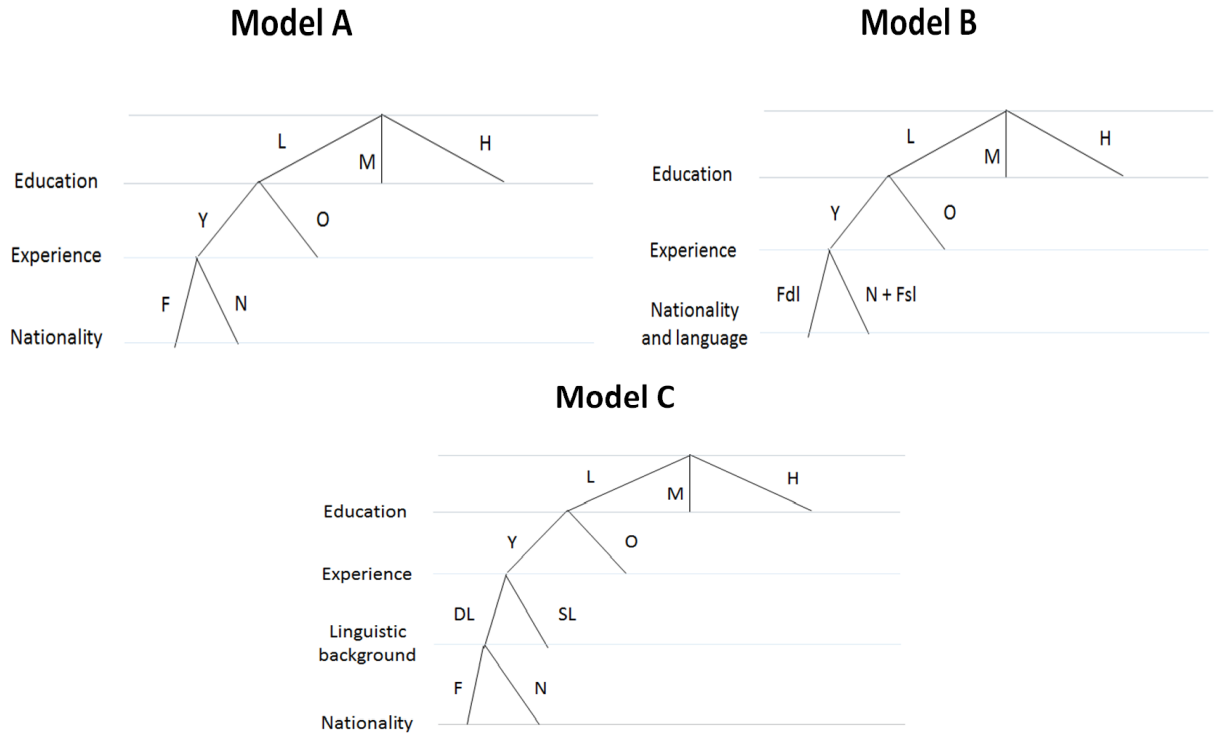 Model A
L
M
H
Education
Y
O
Experience
F
N
Nationality
Model B
L
M
H
Education
Y
O
Experience
Fdl
N + Fsl
Nationality
and language
Model C
L
M
H
Education
Y
O
Experience
DL
SL
Linguistic
background
F
N
Nationality